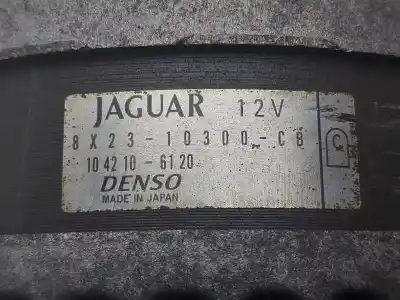 JAGUAR 12V
8X23-10300-CB C
104210-6120
DENSO
MADE IN JAPAN